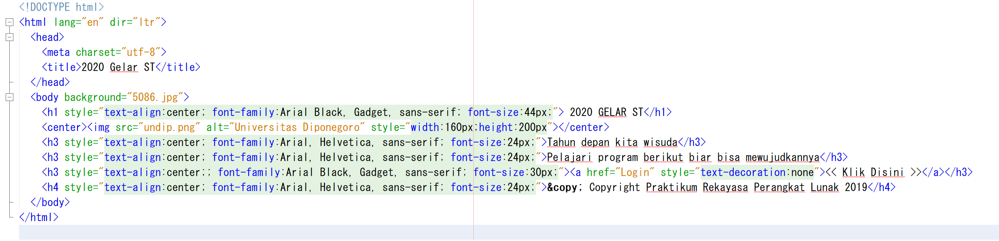 <!DOCTYPE html>
<html lang="en" dir="ltr">
<head>
<meta charset="utf-8">
<title>2020 Gelar ST</title>
</head>
<body background="5086.jpg">
<h1 style="text-align:center; font-family:Arial Black, Gadget, sans-serif; font-size:44px;"> 2020 GELAR ST</h1>
<center><img src="undip.png" alt="Universitas Diponegoro" style="width:160px;height:200px"></center>
<h3 style="text-align:center; font-family:Arial, Helvetica, sans-serif; font-size:24px;">Tahun depan kita wisuda</h3>
<h3 style="text-align:center; font-family:Arial, Helvetica, sans-serif; font-size:24px;">Pelajari program berikut biar bisa mewujudkannya</h3>
<h3 style="text-align:center;; font-family:Arial Black, Gadget, sans-serif; font-size:30px;"><a href="Login" style="text-decoration:none"><< Klik Disini >></a></h3>
<h4 style="text-align:center; font-family:Arial, Helvetica, sans-serif; font-size:24px;">&copy; Copyright Praktikum Rekayasa Perangkat Lunak 2019</h4>
</body>
</html>